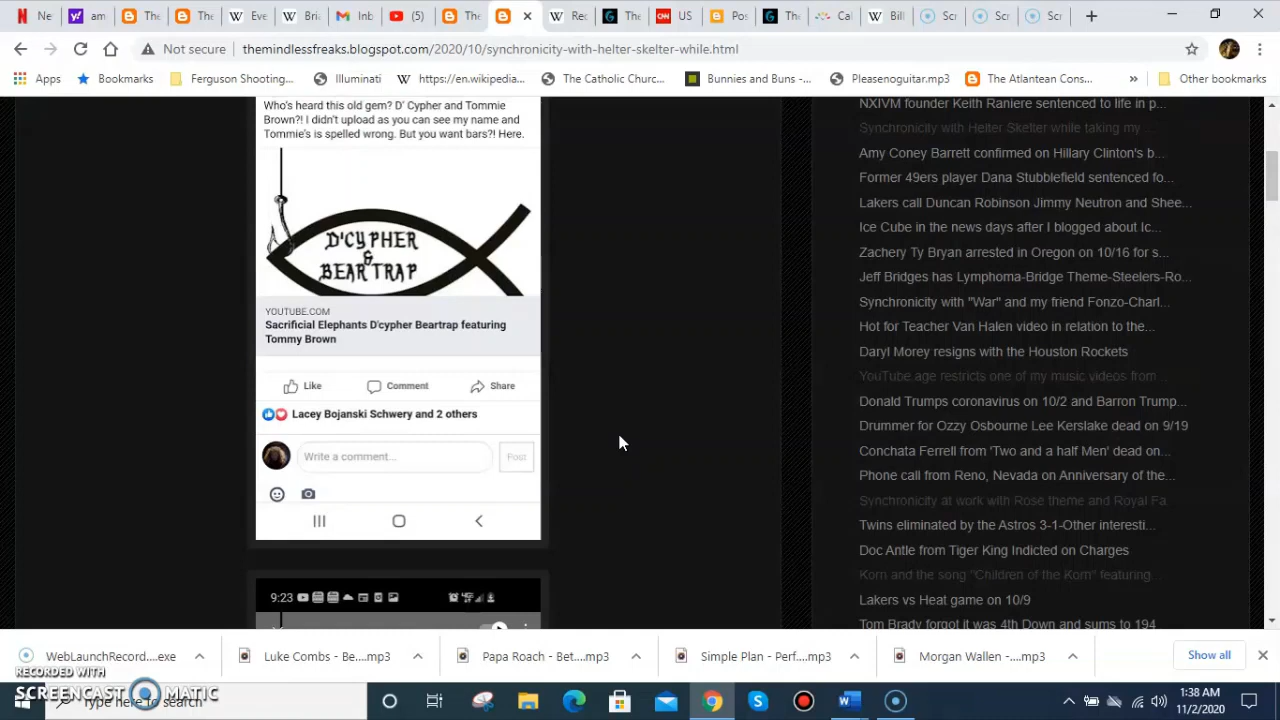 Ne
am
The
The
W Eve
W Bria
Inb
(5)
The
W Rec
The
CNN US
Pos
The
Cal
W Bill
Scr
Scr
Scr
Not secure
themindlessfreaks.blogspot.com/2020/10/synchronicity-with-helter-skelter-while.html
Apps
Bookmarks
Ferguson Shooting...
Illuminati
W https://en.wikipedia...
The Catholic Churc...
Bunnies and Buns -...
Pleaseroguitar.mp3
The Atlantean Cons...
»
Other bookmarks
Who's heard this old gem? D' Cypher and Tommie
Brown?! I didn't upload as you can see my name and
Tommie's is spelled wrong. But you want bars?! Here.
D'CYPHER
&
BEAR TRAP
YOUTUBE.COM
Sacrificial Elephants D'cypher Beartrap featuring
Tommy Brown
Like
Comment
Share
Lacey Bojanski Schwery and 2 others
Write a comment...
Post
9:23
NXIVM founder Keith Raniere sentenced to life in p...
Synchronicity with Helter Skelter while taking my ...
Amy Coney Barrett confirmed on Hillary Clinton's b...
Former 49ers player Dana Stubblefield sentenced fo...
Lakers call Duncan Robinson Jimmy Neutron and Shee...
Ice Cube in the news days after I blogged about Ic...
Zachery Ty Bryan arrested in Oregon on 10/16 for s...
Jeff Bridges has Lymphoma-Bridge Theme-Steelers-Ro...
Synchronicity with "War" and my friend Fonzo-Charl...
Hot for Teacher Van Halen video in relation to the...
Daryl Morey resigns with the Houston Rockets
YouTube age restricts one of my music videos from ...
Donald Trumps coronavirus on 10/2 and Barron Trump...
Drummer for Ozzy Osbourne Lee Kerslake dead on 9/19
Conchata Ferrell from 'Two and a half Men' dead on...
Phone call from Reno, Nevada on Anniversary of the...
Synchronicity at work with Rose theme and Royal Fa...
Twins eliminated by the Astros 3-1-Other interesti...
Doc Antle from Tiger King Indicted on Charges
Korn and the song "Children of the Korn" featuring...
Lakers vs Heat game on 10/9
Tom Brady forgot it was 4th Down and sums to 194
WebLaunchRecord....exe
Luke Combs - Be....mp3
Papa Roach - Bet....mp3
Simple Plan - Perf....mp3
Morgan Wallen -....mp3
Show all
RECORDED WITH
SCREENCAST MATIC
Type here to search
1:38 AM
11/2/2020